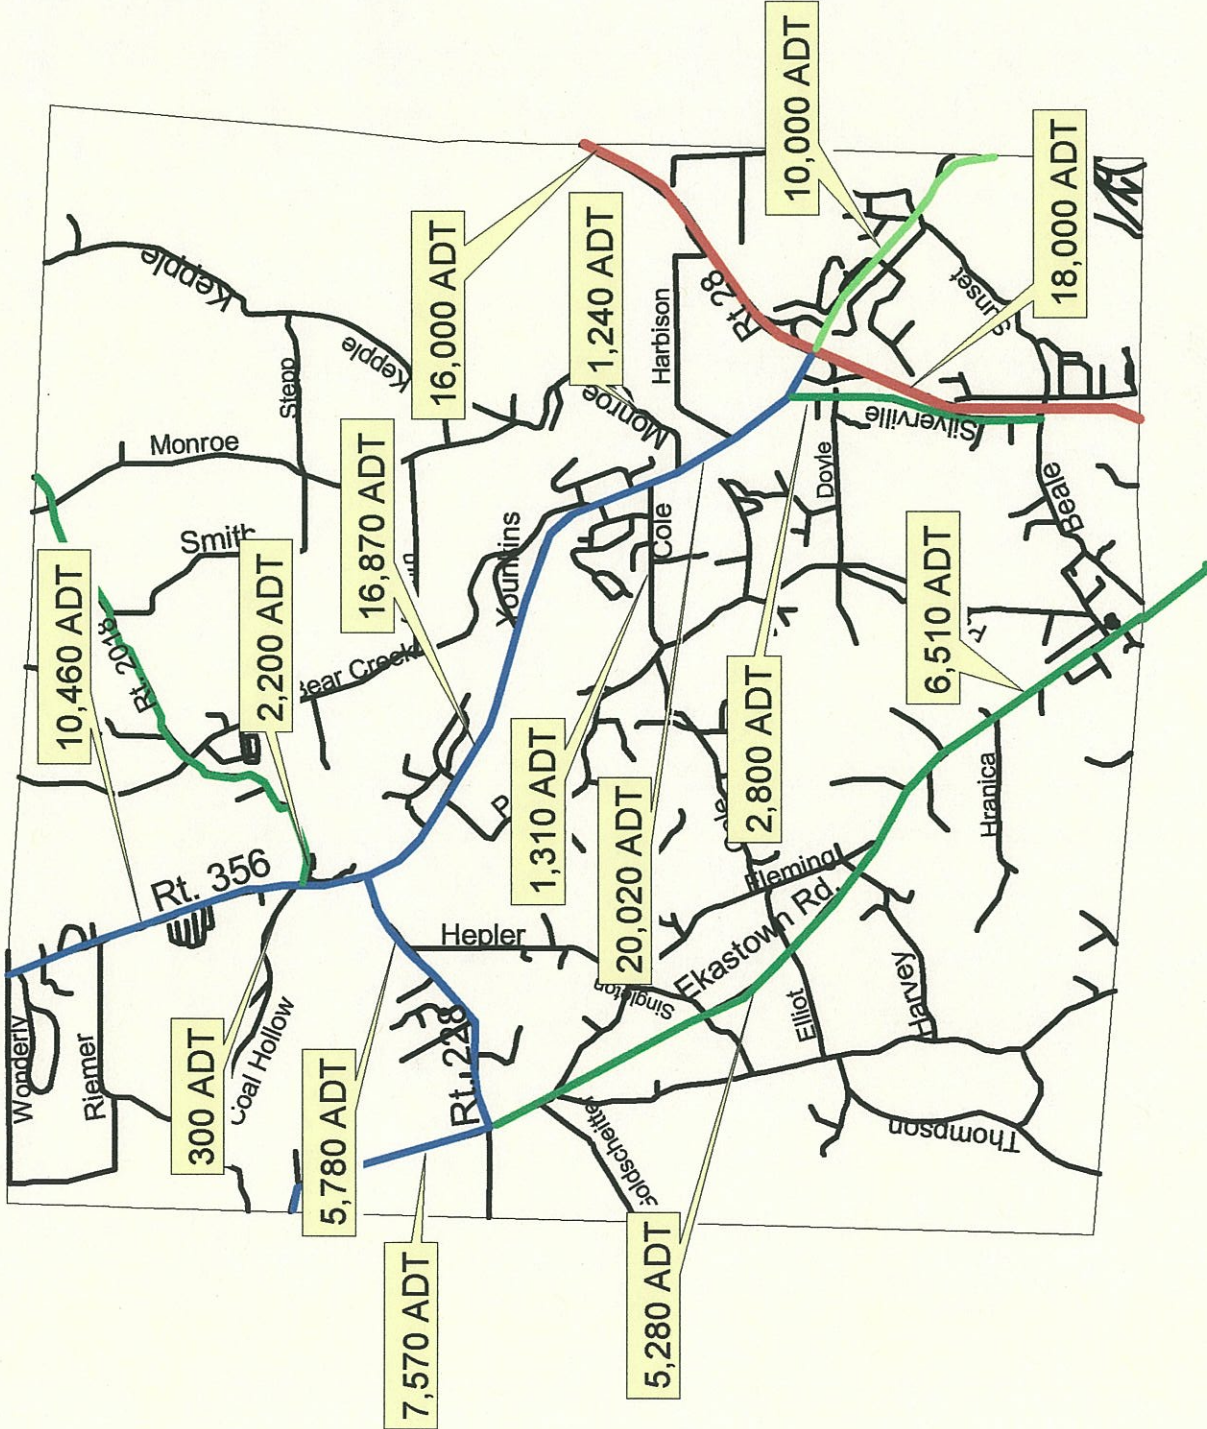 10,000 ADT
18,000 ADT
16,000 ADT
1,240 ADT
Kepple
Kepple
Stepp
Monroe
Harbison
Rt 28
Sunset
Monroe
16,870 ADT
Smith
10,460 ADT
2,200 ADT
Rt. 2018
Younkins
Cole
Doyle
Silverville
Beale
6,510 ADT
Bear Creek
1,310 ADT
20,020 ADT
2,800 ADT
Rt. 356
Hepler
Fleming
Ekastown Rd.
Hranica
Singleton
Elliot
Harvey
Wonderly
Riemer
300 ADT
Coal Hollow
5,780 ADT
Rt. 228
7,570 ADT
5,280 ADT
Thompson